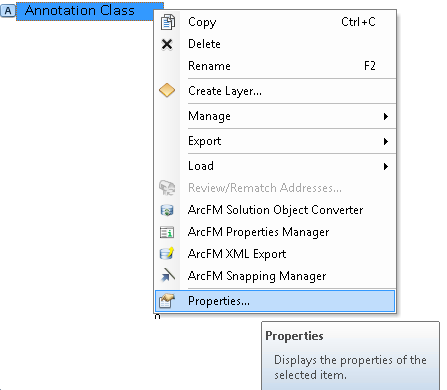 A Annotation Class
Copy Ctrl+C
Delete
Rename F2
Create Layer...
Manage
Export
Load
Review/Rematch Addresses...
ArcFM Solution Object Converter
ArcFM Properties Manager
ArcFM XML Export
ArcFM Snapping Manager
Properties...
Properties
Displays the properties of the
selected item.